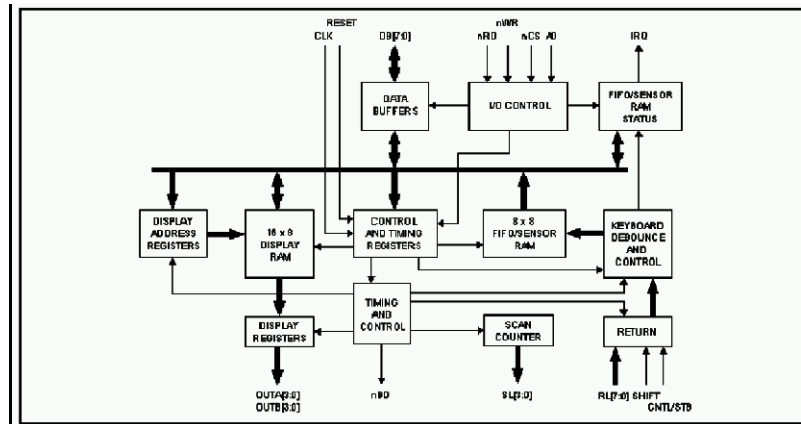 RESET
CLK
DB[7:0]
nWR
nRD
nCS
A0
IRQ
DATA
BUFFERS
I/O CONTROL
FIFO/SENSOR
RAM
STATUS
DISPLAY
ADDRESS
REGISTERS
16 x 8
DISPLAY
RAM
CONTROL
AND TIMING
REGISTERS
8 x 8
FIFO/SENSOR
RAM
KEYBOARD
DEBOUNCE
AND
CONTROL
DISPLAY
REGISTERS
TIMING
AND
CONTROL
SCAN
COUNTER
RETURN
OUTA[3:0]
OUTB[3:0]
nBD
SL[3:0]
RL[7:0]
SHIFT
CNTL/STB